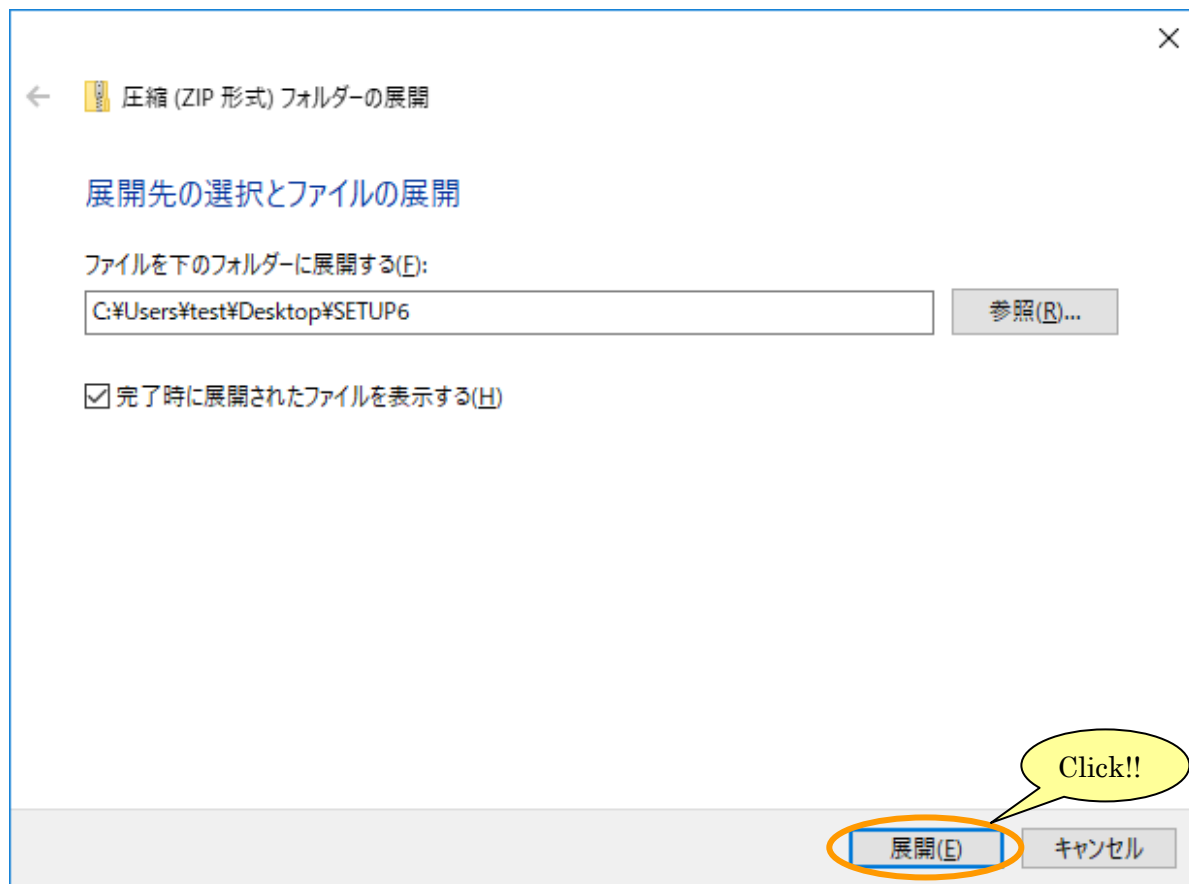 圧縮 (ZIP 形式) フォルダーの展開
展開先の選択とファイルの展開
ファイルを下のフォルダーに展開する(F):
C:¥Users¥test¥Desktop¥SETUP6
参照(R)...
完了時に展開されたファイルを表示する(H)
Click!!
展開(E)
キャンセル